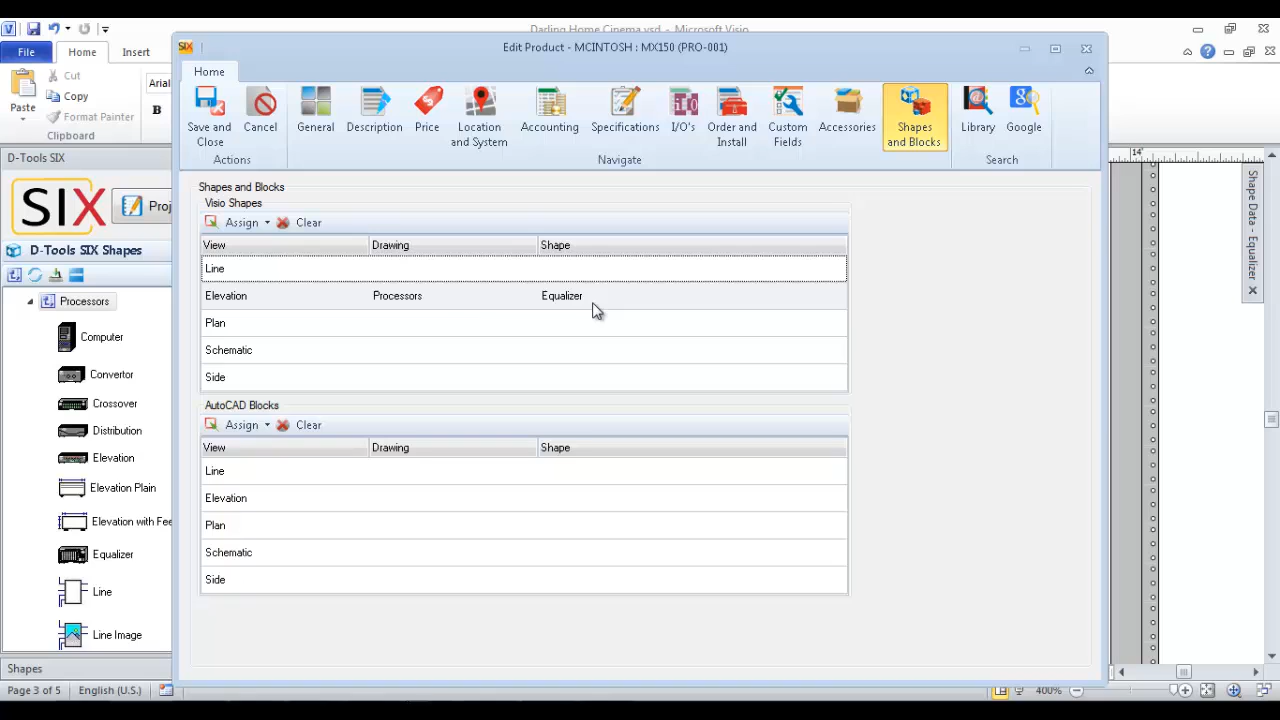 Darling Home Cinema.vsd - Microsoft Visio
SIX Edit Product - MCINTOSH : MX150 (PRO-001)
File Home Insert
Home
Paste
Cut
Copy
Format Painter
Clipboard
Arial
B
Save and Close
Cancel
Actions
General
Description
Price
Location and System
Accounting
Specifications
I/O's
Order and Install
Custom Fields
Accessories
Shapes and Blocks
Navigate
Library
Google
Search
D-Tools SIX
SIX
Proj
D-Tools SIX Shapes
Processors
Computer
Convertor
Crossover
Distribution
Elevation
Elevation Plain
Elevation with Fee
Equalizer
Line
Line Image
Shapes
Shapes and Blocks
Visio Shapes
Assign Clear
View Drawing Shape
Line
Elevation Processors Equalizer
Plan
Schematic
Side
AutoCAD Blocks
Assign Clear
View Drawing Shape
Line
Elevation
Plan
Schematic
Side
14"
Shape Data - Equalizer
Page 3 of 5 English (U.S.) 400%